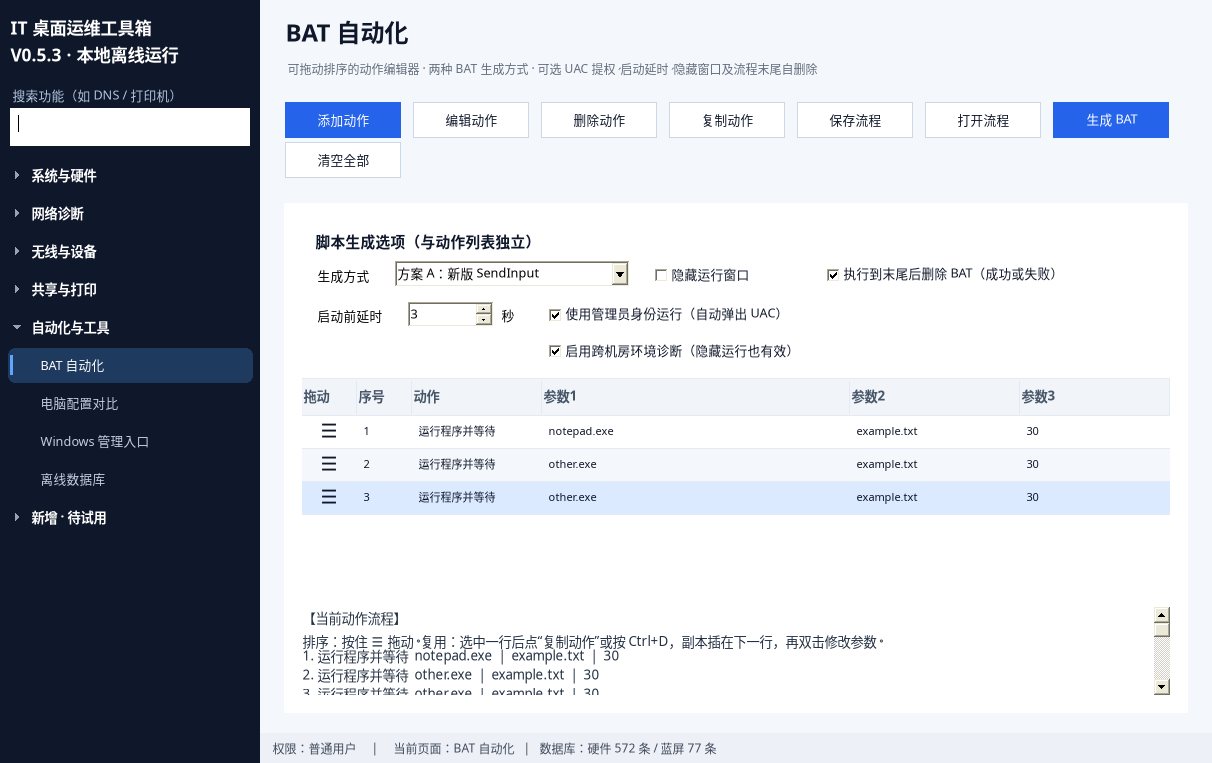 IT 桌面运维工具箱
V0.5.3 · 本地离线运行
搜索功能（如 DNS / 打印机）
系统与硬件
网络诊断
无线与设备
共享与打印
自动化与工具
BAT 自动化
电脑配置对比
Windows 管理入口
离线数据库
新增 · 待试用
BAT 自动化
可拖动排序的动作编辑器 · 两种 BAT 生成方式 · 可选 UAC 提权 · 启动延时 · 隐藏窗口及流程末尾自删除
添加动作 编辑动作 删除动作 复制动作 保存流程 打开流程 生成 BAT
清空全部
脚本生成选项（与动作列表独立）
生成方式 方案 A：新版 SendInput 隐藏运行窗口 执行到末尾后删除 BAT（成功或失败）
启动前延时 3 秒 使用管理员身份运行（自动弹出 UAC）
启用跨机房环境诊断（隐藏运行也有效）
拖动 序号 动作 参数1 参数2 参数3
☰ 1 运行程序并等待 notepad.exe example.txt 30
☰ 2 运行程序并等待 other.exe example.txt 30
☰ 3 运行程序并等待 other.exe example.txt 30
【当前动作流程】
排序：按住 ☰ 拖动。复用：选中一行后点“复制动作”或按 Ctrl+D，副本插在下一行，再双击修改参数。
1. 运行程序并等待 notepad.exe | example.txt | 30
2. 运行程序并等待 other.exe | example.txt | 30
3. 运行程序并等待 other.exe | example.txt | 30
权限：普通用户 | 当前页面：BAT 自动化 | 数据库：硬件 572 条 / 蓝屏 77 条